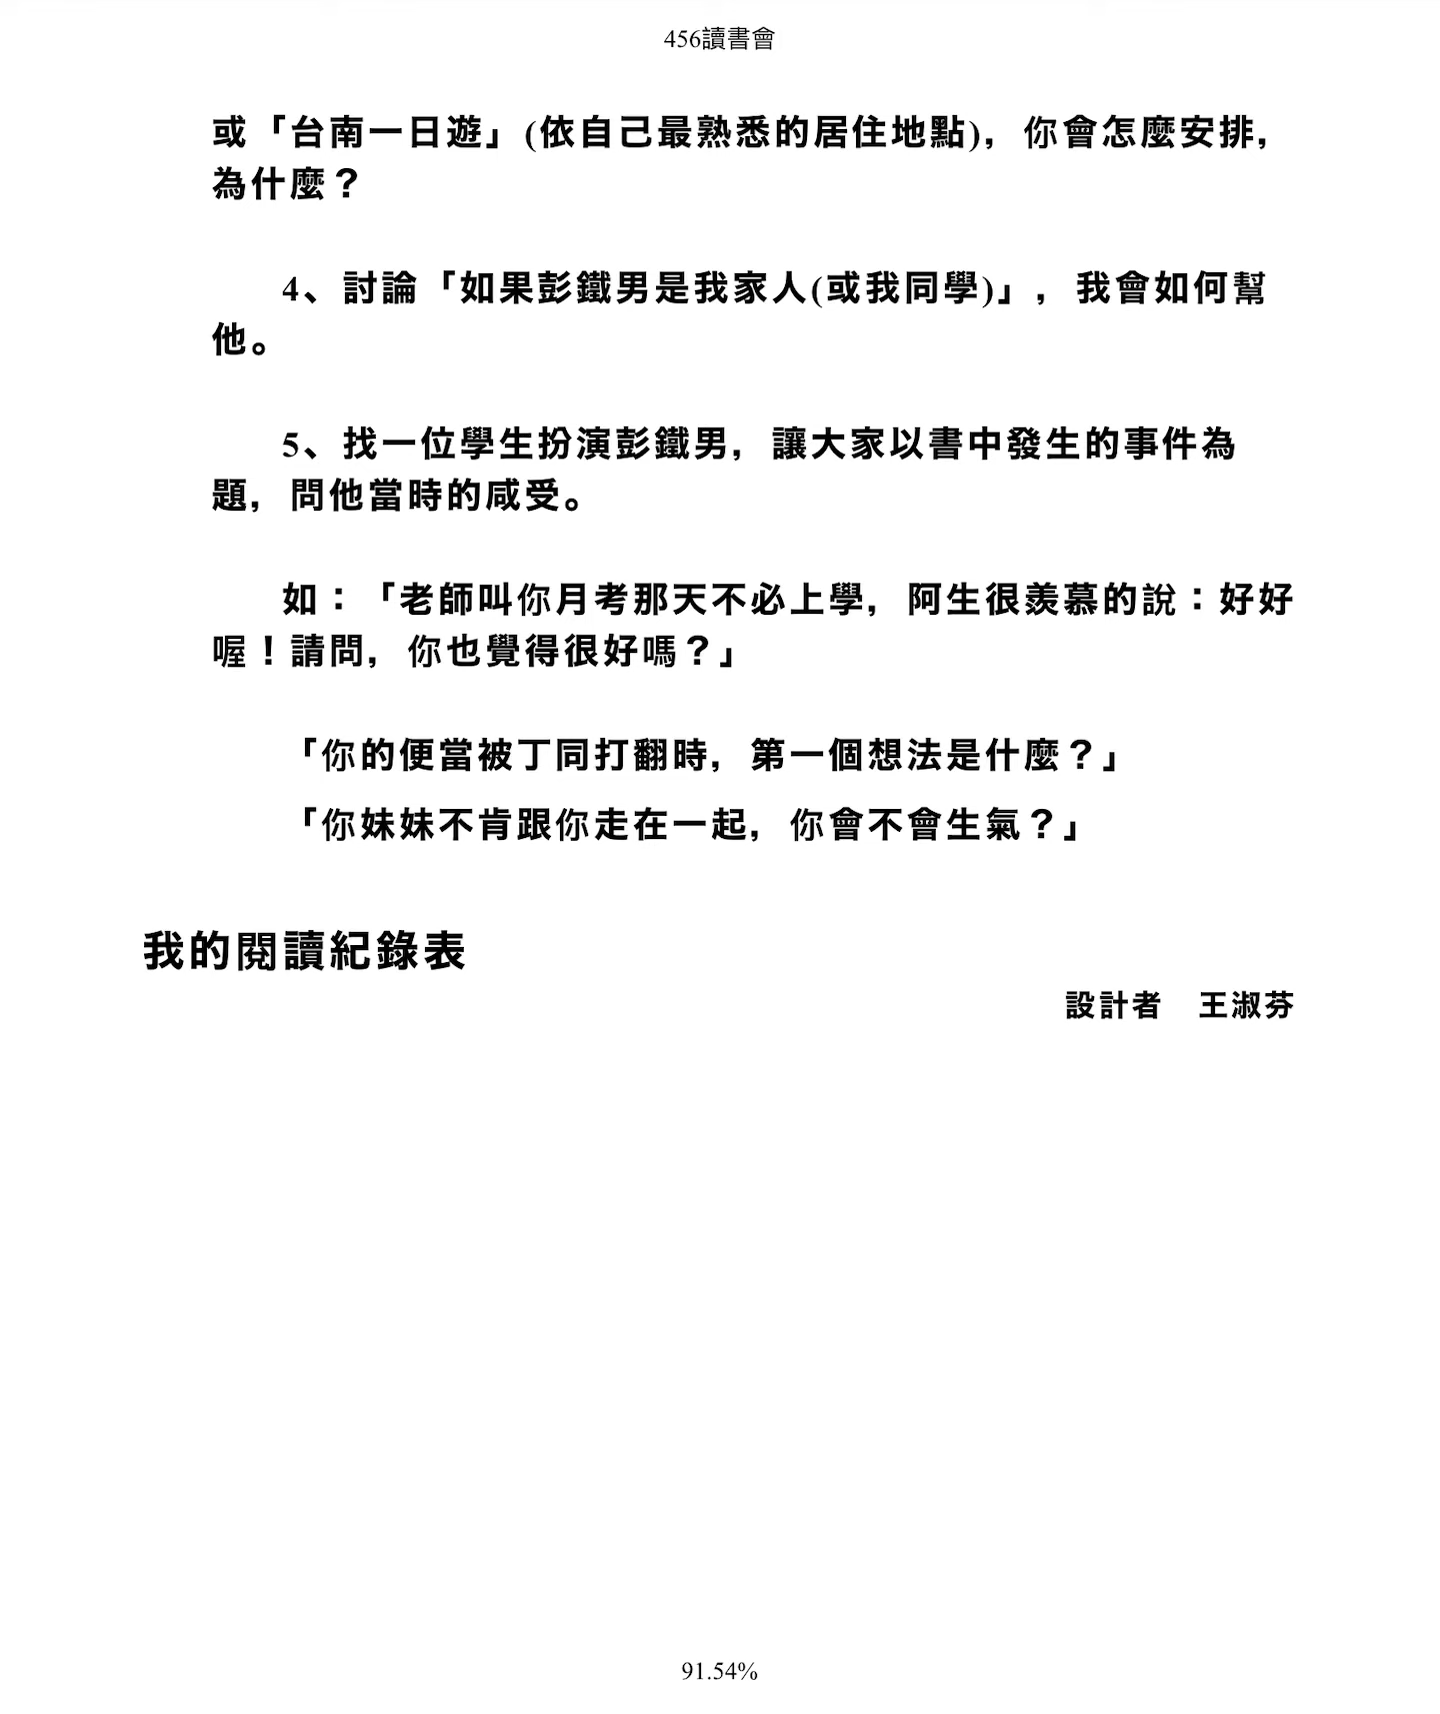 456讀書會
或「台南一日遊」(依自己最熟悉的居住地點)，你會怎麼安排，
為什麼？
4、討論「如果彭鐵男是我家人(或我同學)」，我會如何幫
他。
5、找一位學生扮演彭鐵男，讓大家以書中發生的事件為
題，問他當時的咸受。
如：「老師叫你月考那天不必上學，阿生很羨慕的說：好好
喔！請問，你也覺得很好嗎？」
「你的便當被丁同打翻時，第一個想法是什麼？」
「你妹妹不肯跟你走在一起，你會不會生氣？」
我的閱讀紀錄表
設計者　王淑芬
91.54%